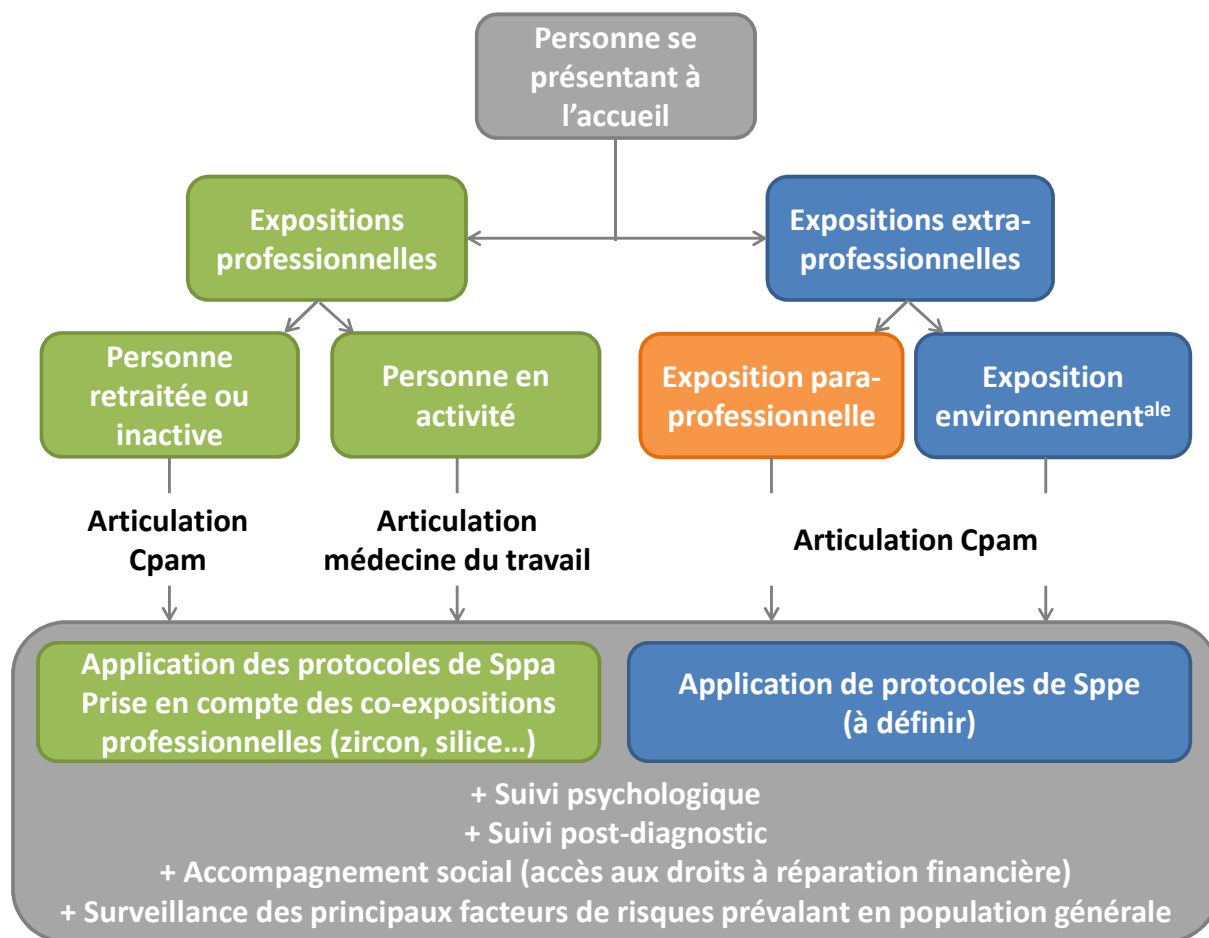 Personne se
présentant à
l’accueil
Expositions
professionnelles
Expositions extra-
professionnelles
Personne
retraitée ou
inactive
Personne en
activité
Exposition para-
professionnelle
Exposition
environnementale
Articulation
Cpam
Articulation
médecine du travail
Articulation Cpam
Application des protocoles de Sppa
Prise en compte des co-expositions
professionnelles (zircon, silice…)
Application de protocoles de Sppe
(à définir)
+ Suivi psychologique
+ Suivi post-diagnostic
+ Accompagnement social (accès aux droits à réparation financière)
+ Surveillance des principaux facteurs de risques prévalant en population générale